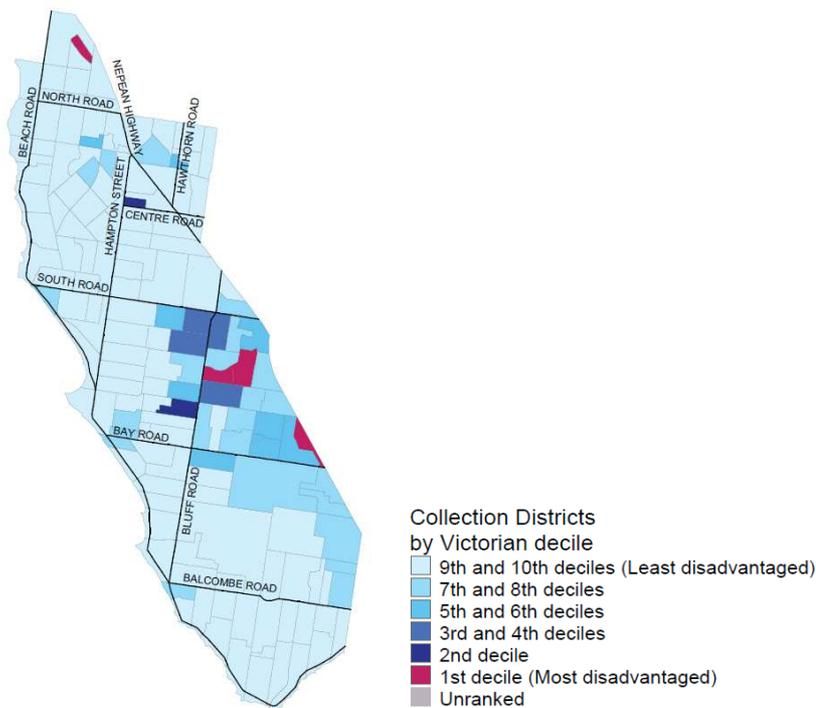 NEPEAN HIGHWAY
HAWTHORN ROAD
BEACH ROAD
NORTH ROAD
HAMPTON STREET
CENTRE ROAD
SOUTH ROAD
BAY ROAD
BLUFF ROAD
BALCOMBE ROAD
Collection Districts
by Victorian decile
9th and 10th deciles (Least disadvantaged)
7th and 8th deciles
5th and 6th deciles
3rd and 4th deciles
2nd decile
1st decile (Most disadvantaged)
Unranked